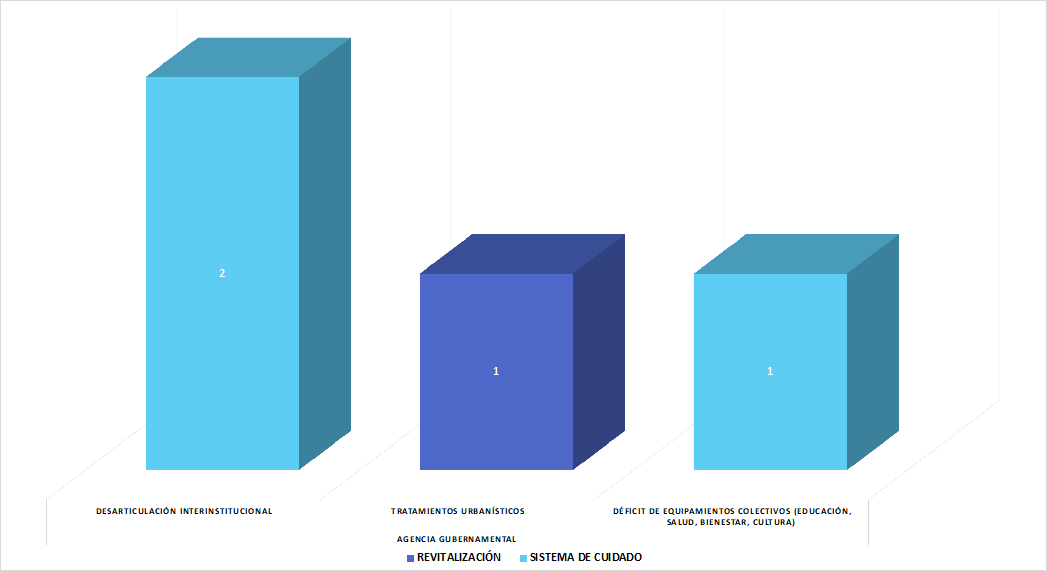 2
1
1
DESARTICULACIÓN INTERINSTITUCIONAL
TRATAMIENTOS URBANÍSTICOS
DÉFICIT DE EQUIPAMIENTOS COLECTIVOS (EDUCACIÓN,
SALUD, BIENESTAR, CULTURA)
AGENCIA GUBERNAMENTAL
REVITALIZACIÓN
SISTEMA DE CUIDADO